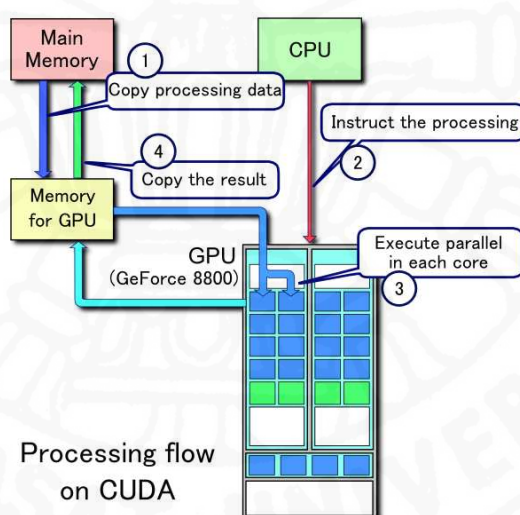 Main
Memory
CPU
1
Copy processing data
Instruct the processing
2
4
Copy the result
Memory
for GPU
GPU
(GeForce 8800)
Execute parallel
in each core
3
Processing flow
on CUDA